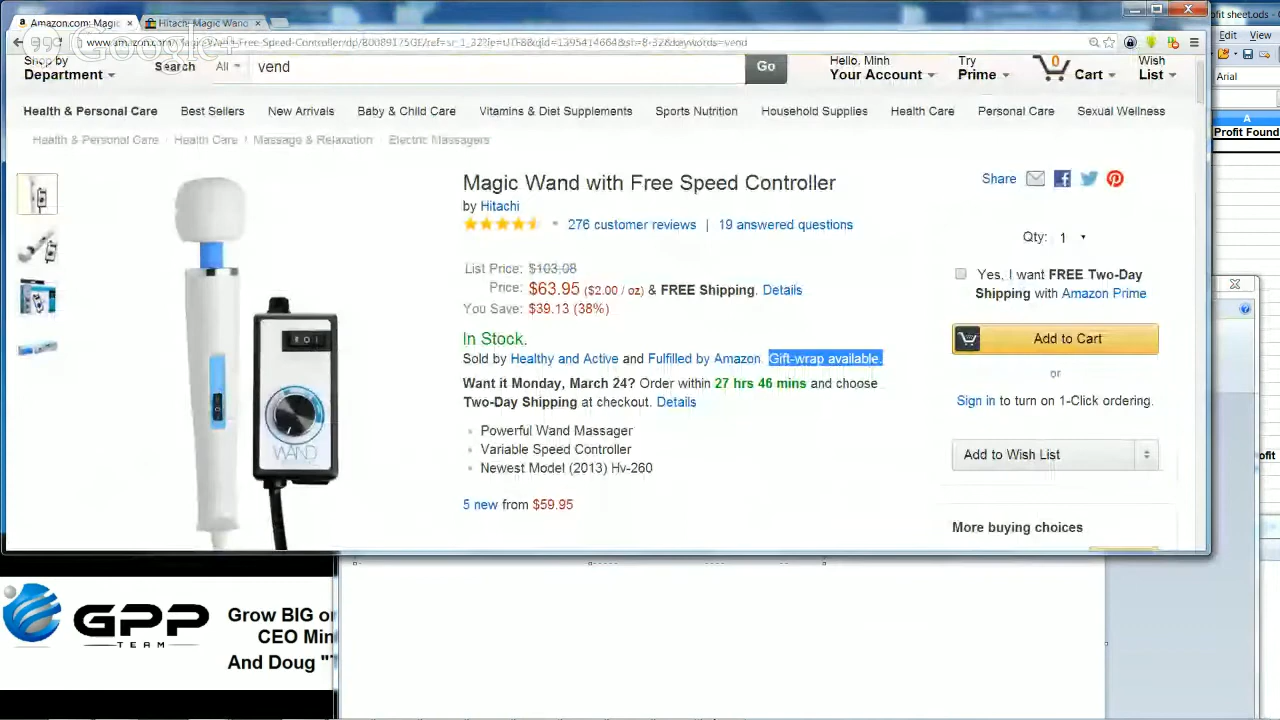 Amazon.com: Magic
Hitachi Magic Wand
Google+
Shop by
Department
Search
All
vend
Go
Hello, Minh
Your Account
Try
Prime
0
Cart
Wish
List
Health & Personal Care
Best Sellers
New Arrivals
Baby & Child Care
Vitamins & Diet Supplements
Sports Nutrition
Household Supplies
Health Care
Personal Care
Sexual Wellness
Health & Personal Care / Health Care / Massage & Relaxation / Electric Massagers
Magic Wand with Free Speed Controller
by Hitachi
276 customer reviews | 19 answered questions
List Price: $103.08
Price: $63.95 ($2.00 / oz) & FREE Shipping. Details
You Save: $39.13 (38%)
In Stock.
Sold by Healthy and Active and Fulfilled by Amazon. Gift-wrap available.
Want it Monday, March 24? Order within 27 hrs 46 mins and choose
Two-Day Shipping at checkout. Details
Powerful Wand Massager
Variable Speed Controller
Newest Model (2013) Hv-260
5 new from $59.95
WAND
Share
Qty: 1
Yes, I want FREE Two-Day
Shipping with Amazon Prime
Add to Cart
or
Sign in to turn on 1-Click ordering.
Add to Wish List
More buying choices
ofit sheet.ods - 
Edit View
Arial
A
Profit Found
ofit
GPP
TEAM
Grow BIG or
CEO Min
And Doug "T